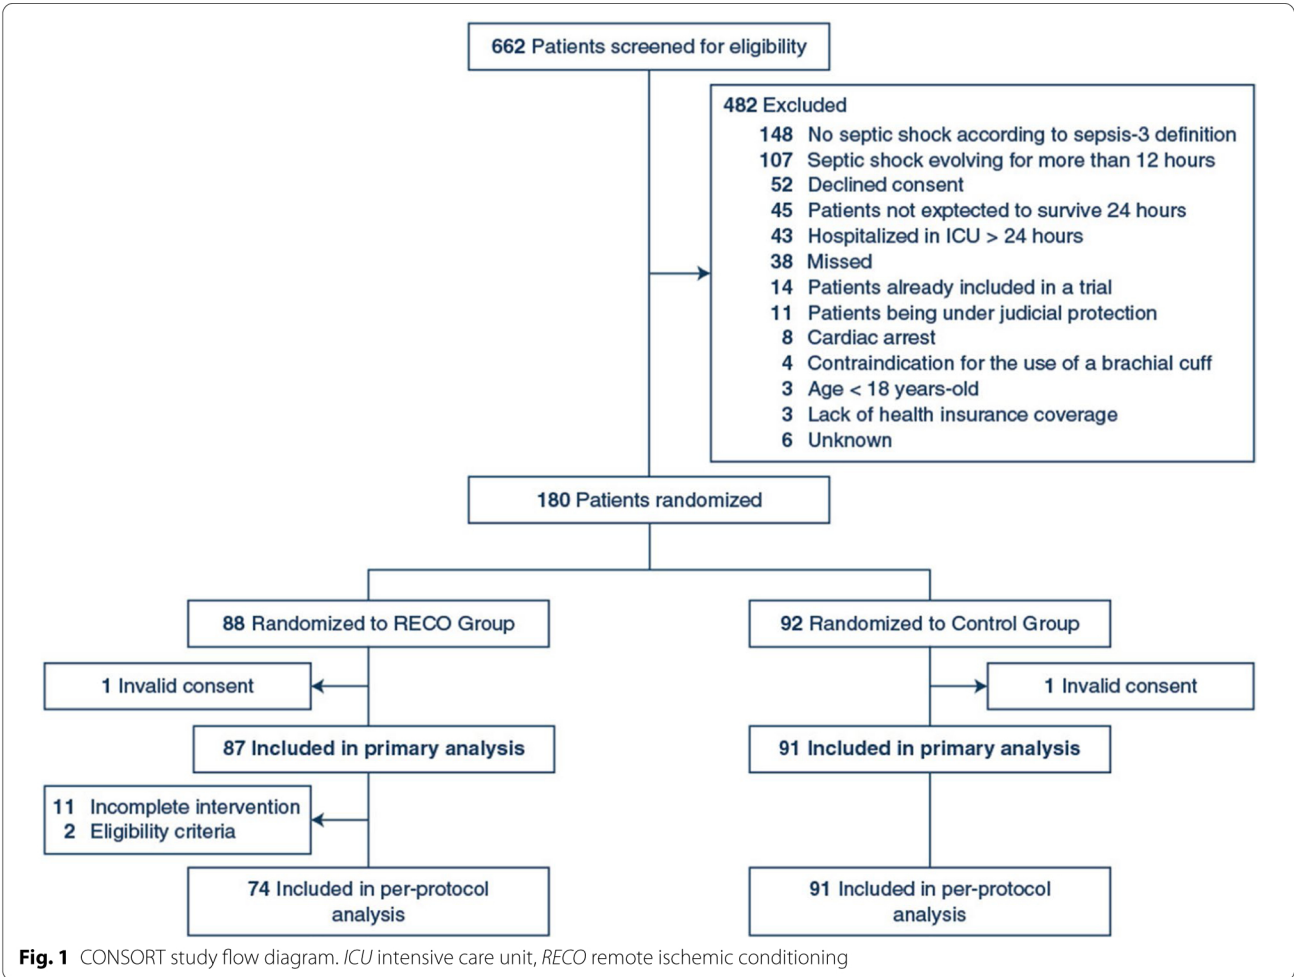 662 Patients screened for eligibility
482 Excluded
148 No septic shock according to sepsis-3 definition
107 Septic shock evolving for more than 12 hours
52 Declined consent
45 Patients not exptected to survive 24 hours
43 Hospitalized in ICU > 24 hours
38 Missed
14 Patients already included in a trial
11 Patients being under judicial protection
8 Cardiac arrest
4 Contraindication for the use of a brachial cuff
3 Age < 18 years-old
3 Lack of health insurance coverage
6 Unknown
180 Patients randomized
88 Randomized to RECO Group
92 Randomized to Control Group
1 Invalid consent
1 Invalid consent
87 Included in primary analysis
91 Included in primary analysis
11 Incomplete intervention
2 Eligibility criteria
74 Included in per-protocol
analysis
91 Included in per-protocol
analysis
Fig. 1 CONSORT study flow diagram. ICU intensive care unit, RECO remote ischemic conditioning